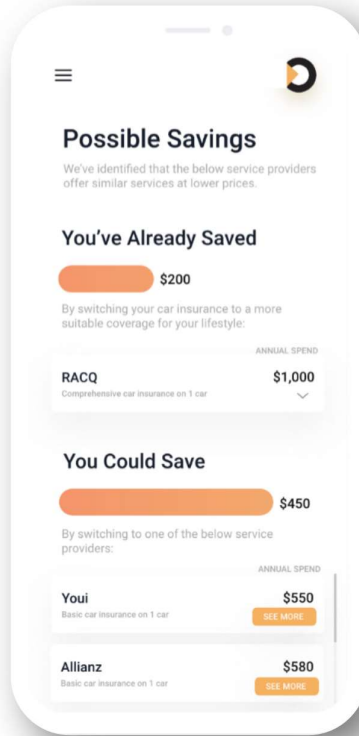 Possible Savings
We've identified that the below service providers
offer similar services at lower prices.
You've Already Saved
$200
By switching your car insurance to a more
suitable coverage for your lifestyle:
ANNUAL SPEND
RACQ $1,000
Comprehensive car insurance on 1 car
You Could Save
$450
By switching to one of the below service
providers:
ANNUAL SPEND
Youi $550
Basic car insurance on 1 car SEE MORE
Allianz $580
Basic car insurance on 1 car SEE MORE